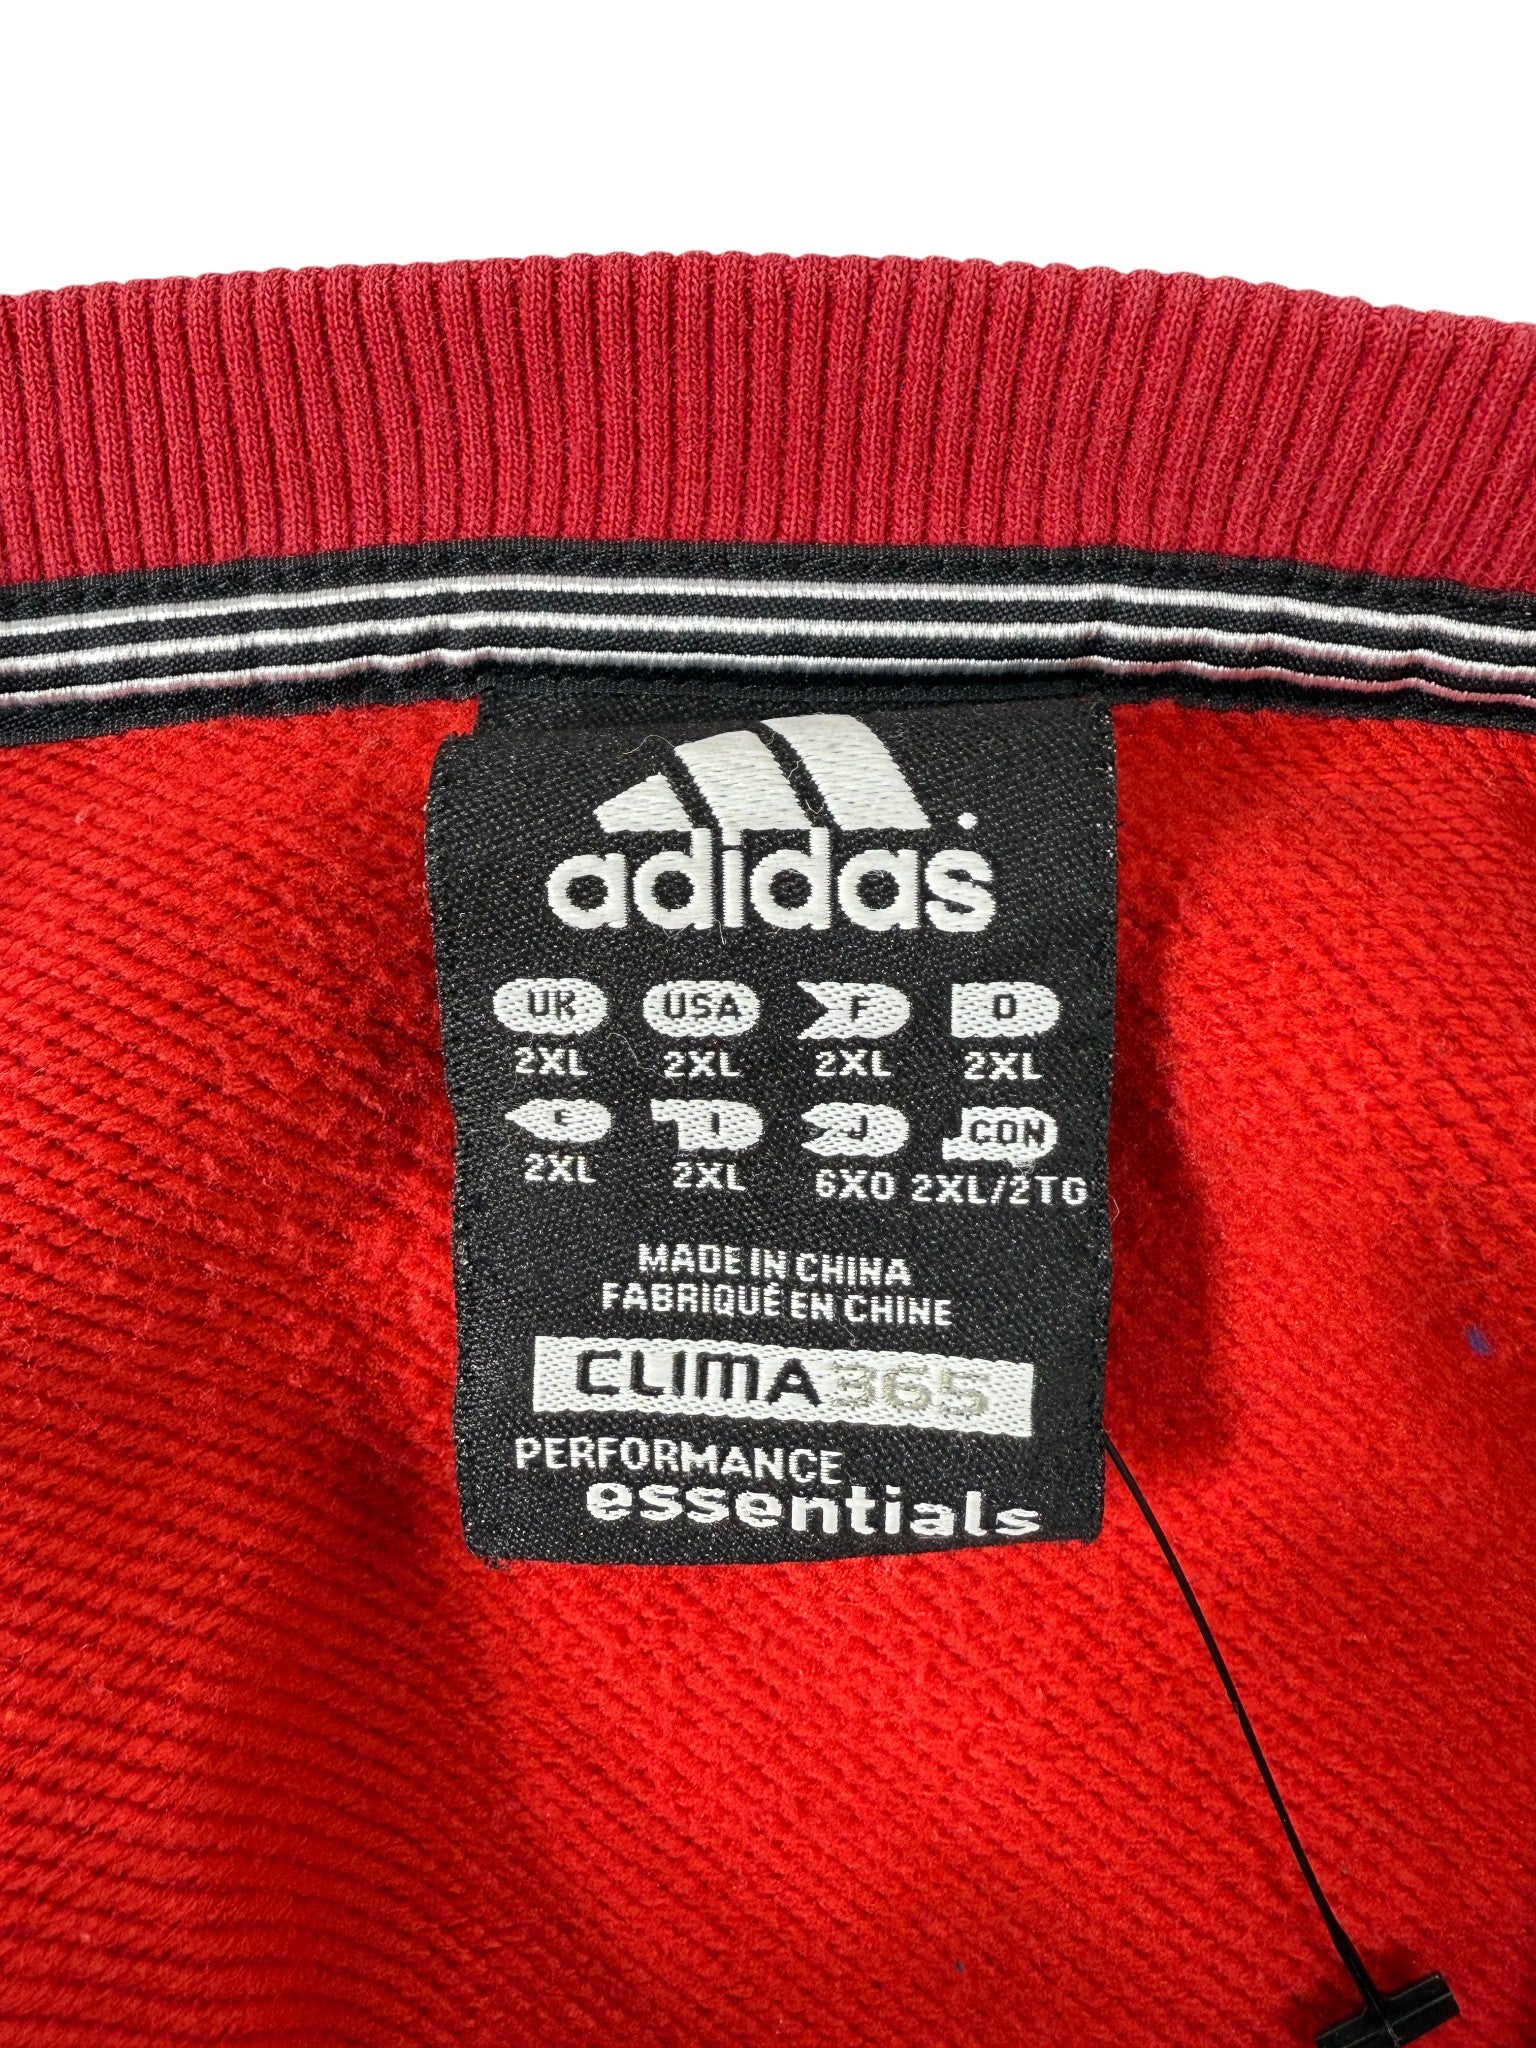 adidas
UK USA F D
2XL 2XL 2XL 2XL
E I J CON
2XL 2XL 6XO 2XL/2TG
MADE IN CHINA
FABRIQUÉ EN CHINE
CLIMA365
PERFORMANCE
essentials